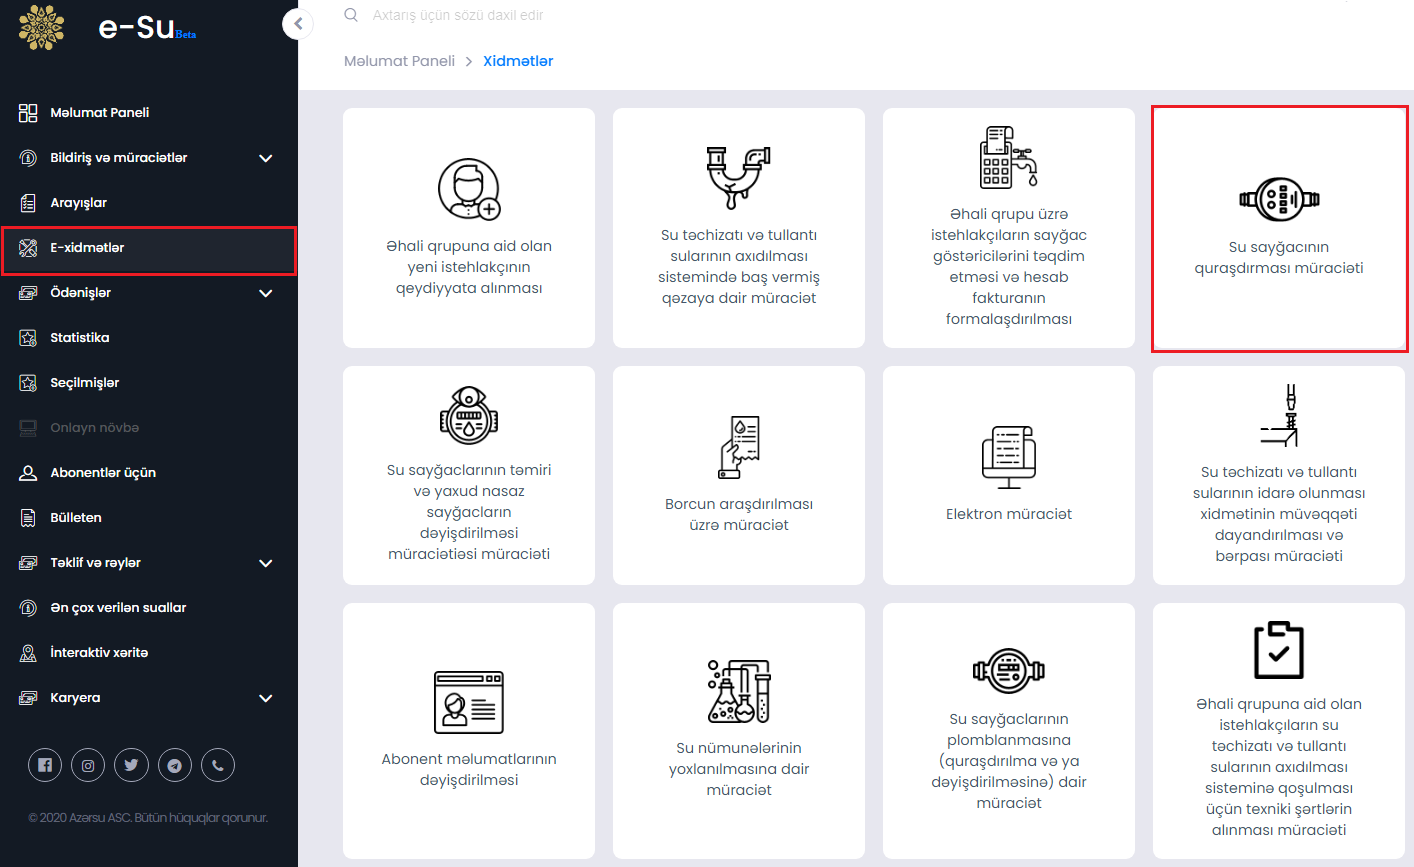 e-Su Beta
Məlumat Paneli
Bildiriş və müraciətlər
Arayışlar
E-xidmətlər
Ödənişlər
Statistika
Seçilmişlər
Onlayn növbə
Abonentlər üçün
Bülleten
Təklif və rəylər
Ən çox verilən suallar
İnteraktiv xəritə
Karyera
© 2020 Azərsu ASC. Bütün hüquqlar qorunur.
Axtarış üçün sözü daxil edir
Məlumat Paneli > Xidmətlər
Əhali qrupuna aid olan
yeni istehlakçının
qeydiyyata alınması
Su təchizatı və tullantı
sularının axıdılması
sistemində baş vermiş
qəzaya dair müraciət
Əhali qrupu üzrə
istehlakçıların sayğac
göstəricilərini təqdim
etməsi və hesab
fakturanın
formalaşdırılması
Su sayğacının
quraşdırması müraciəti
Su sayğaclarının təmiri
və yaxud nasaz
sayğacların
dəyişdirilməsi
müraciətiəsi müraciəti
Borcun araşdırılması
üzrə müraciət
Elektron müraciət
Su təchizatı və tullantı
sularının idarə olunması
xidmətinin müvəqqəti
dayandırılması və
bərpası müraciəti
Abonent məlumatlarının
dəyişdirilməsi
Su nümunələrinin
yoxlanılmasına dair
müraciət
Su sayğaclarının
plomblanmasına
(quraşdırılma və ya
dəyişdirilməsinə) dair
müraciət
Əhali qrupuna aid olan
istehlakçıların su
təchizatı və tullantı
sularının axıdılması
sisteminə qoşulması
üçün texniki şərtlərin
alınması müraciəti